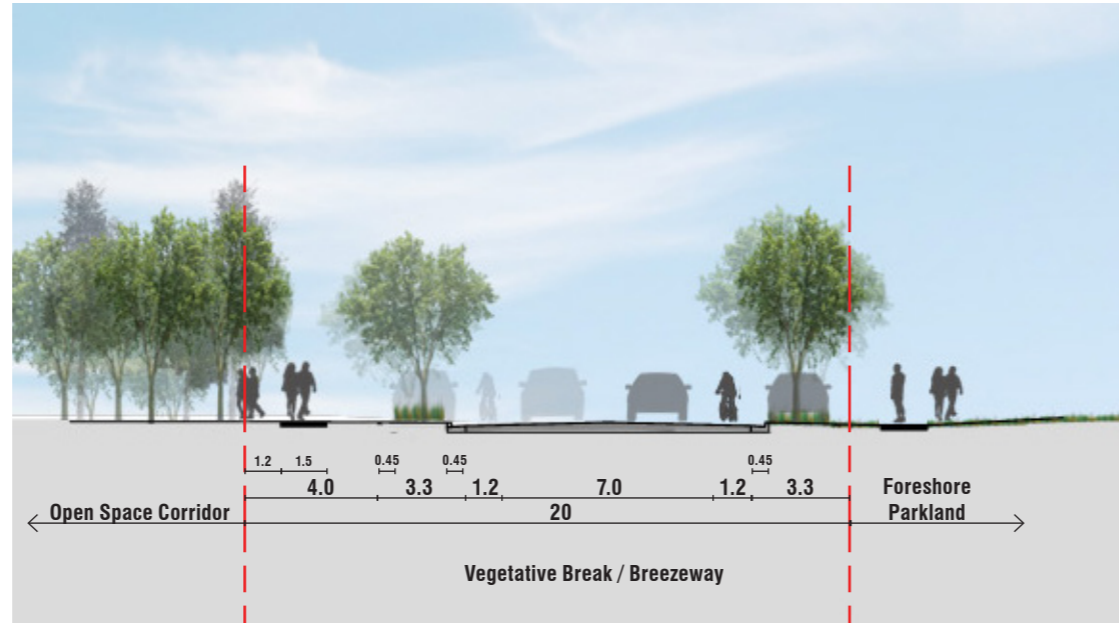 1.2 1.5 0.45 0.45 0.45
4.0 3.3 1.2 7.0 1.2 3.3
Open Space Corridor 20 Foreshore
Parkland
Vegetative Break / Breezeway